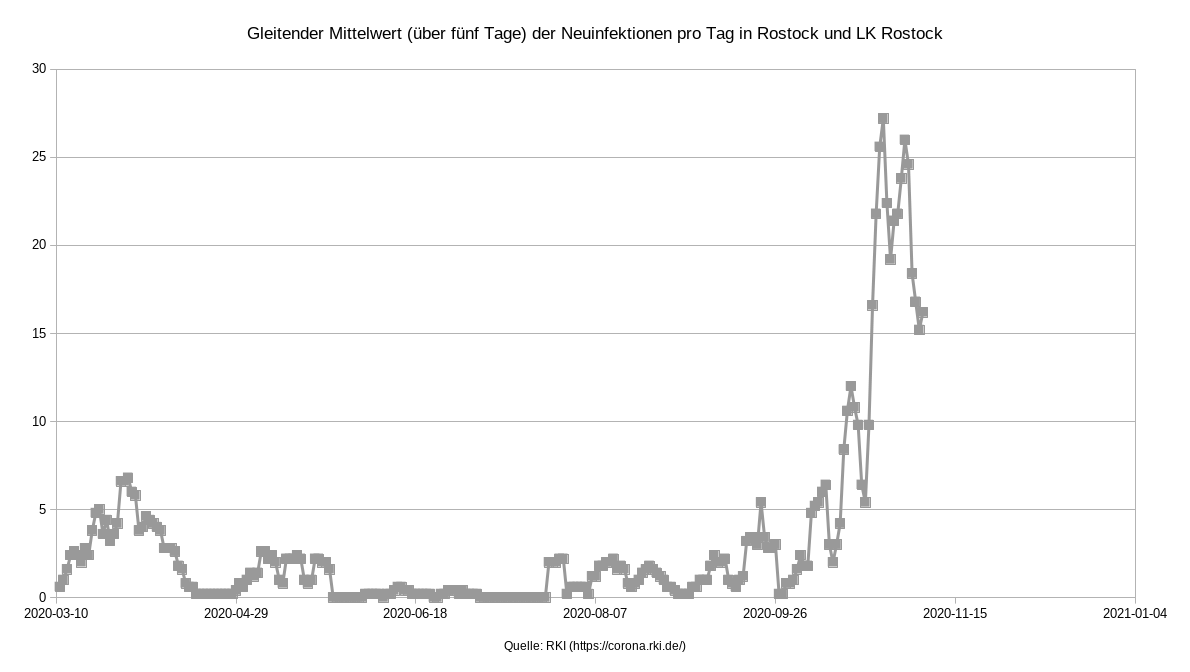 Gleitender Mittelwert (über fünf Tage) der Neuinfektionen pro Tag in Rostock und LK Rostock
30
25
20
15
10
5
0
2020-03-10 2020-04-29 2020-06-18 2020-08-07 2020-09-26 2020-11-15 2021-01-04
Quelle: RKI (https://corona.rki.de/)